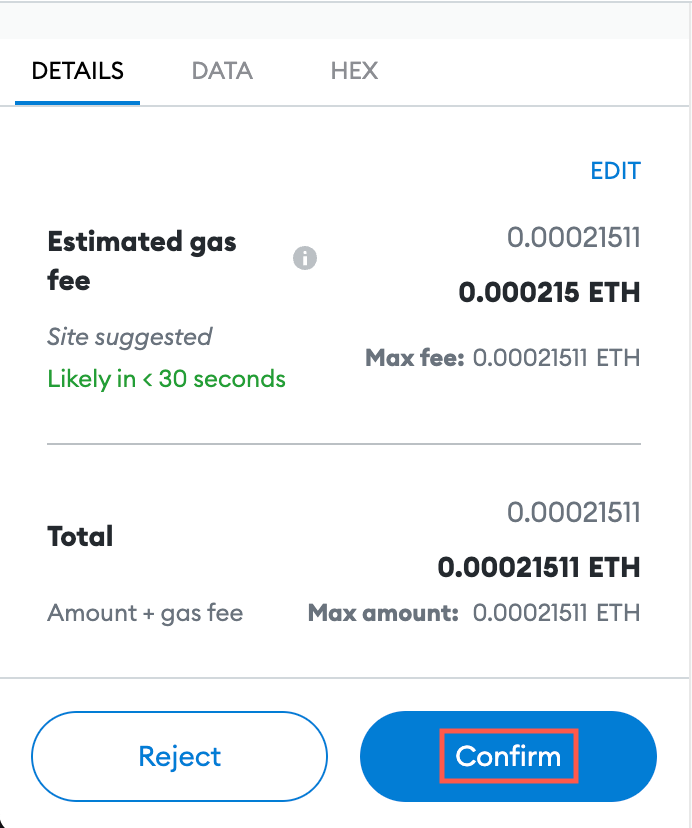 DETAILS DATA HEX
EDIT
Estimated gas fee
0.00021511
0.000215 ETH
Site suggested
Likely in < 30 seconds
Max fee: 0.00021511 ETH
Total
0.00021511
0.00021511 ETH
Amount + gas fee
Max amount: 0.00021511 ETH
Reject
Confirm